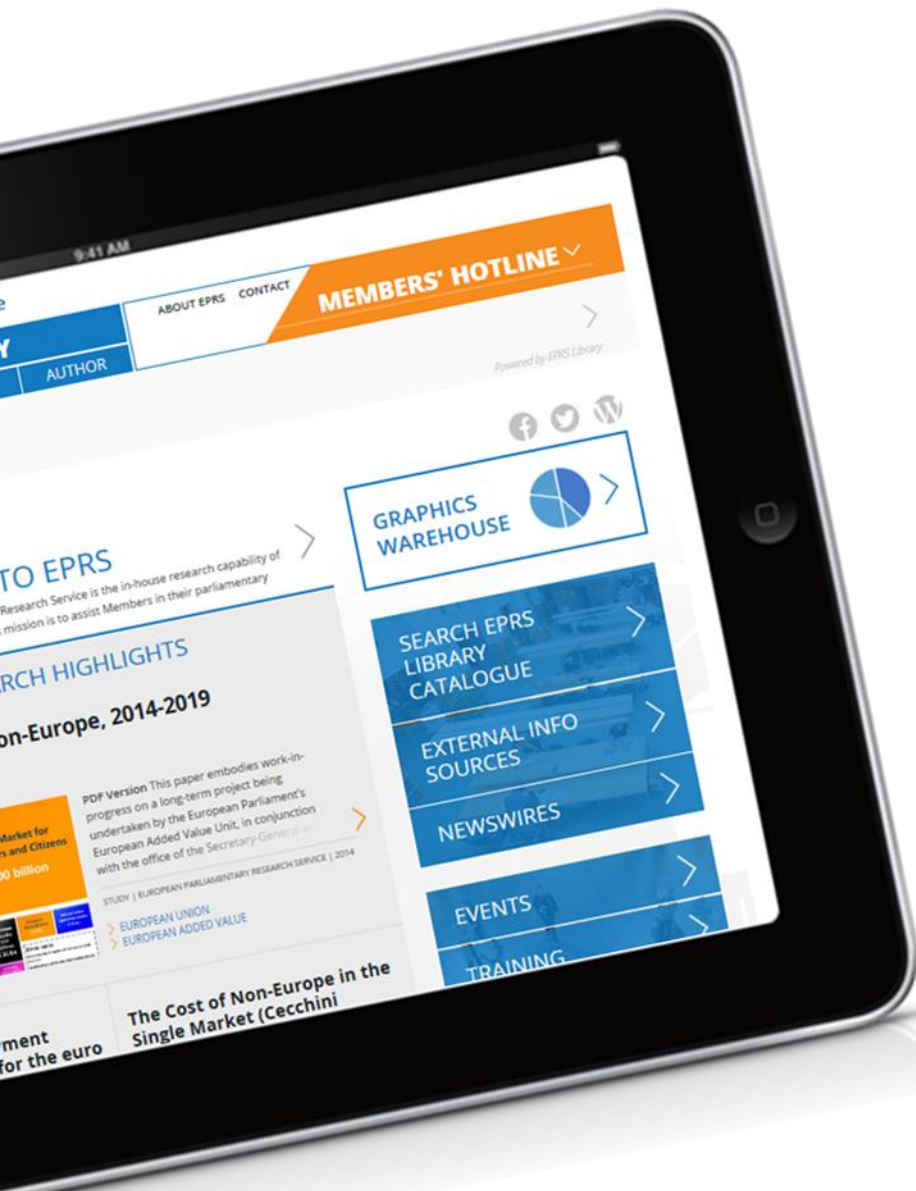 9:41 AM
e
Y
AUTHOR
ABOUT EPRS CONTACT
MEMBERS' HOTLINE
Powered by EPRS Library
GRAPHICS
WAREHOUSE
TO EPRS
Research Service is the in-house research capability of
s mission is to assist Members in their parliamentary
RCH HIGHLIGHTS
on-Europe, 2014-2019
Market for
rs and Citizens
00 billion
PDF Version This paper embodies work-in-
progress on a long-term project being
undertaken by the European Parliament's
European Added Value Unit, in conjunction
with the office of the Secretary-General
STUDY | EUROPEAN PARLIAMENTARY RESEARCH SERVICE | 2014
EUROPEAN UNION
EUROPEAN ADDED VALUE
yment
for the euro
The Cost of Non-Europe in the
Single Market (Cecchini
SEARCH EPRS
LIBRARY
CATALOGUE
EXTERNAL INFO
SOURCES
NEWSWIRES
EVENTS
TRAINING